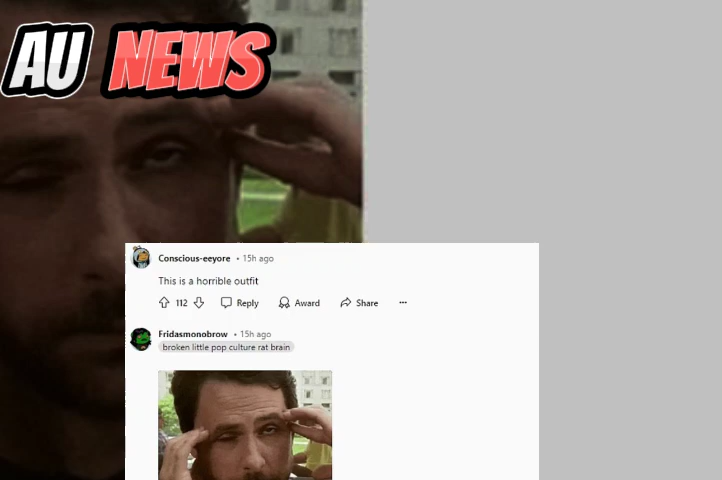 AU NEWS
Conscious-eeyore • 15h ago
This is a horrible outfit
112 Reply Award Share ...
Fridasmonobrow • 15h ago
broken little pop culture rat brain